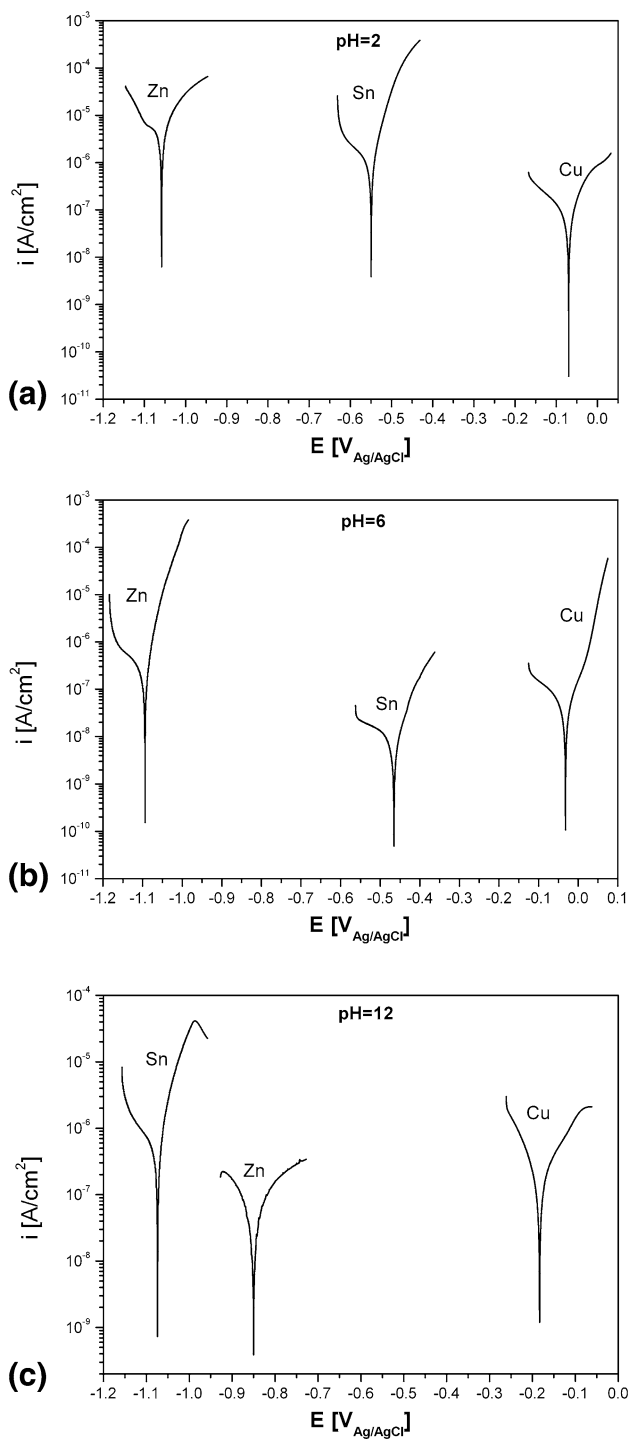 pH=2
Zn
Sn
Cu
10^-3
10^-4
10^-5
10^-6
10^-7
10^-8
10^-9
10^-10
10^-11
i [A/cm^2]
-1.2 -1.1 -1.0 -0.9 -0.8 -0.7 -0.6 -0.5 -0.4 -0.3 -0.2 -0.1 0.0
E [V_Ag/AgCl]
(a)
pH=6
Zn
Sn
Cu
10^-3
10^-4
10^-5
10^-6
10^-7
10^-8
10^-9
10^-10
10^-11
i [A/cm^2]
-1.2 -1.1 -1.0 -0.9 -0.8 -0.7 -0.6 -0.5 -0.4 -0.3 -0.2 -0.1 0.0 0.1
E [V_Ag/AgCl]
(b)
pH=12
Sn
Zn
Cu
10^-4
10^-5
10^-6
10^-7
10^-8
10^-9
i [A/cm^2]
-1.2 -1.1 -1.0 -0.9 -0.8 -0.7 -0.6 -0.5 -0.4 -0.3 -0.2 -0.1 0.0
E [V_Ag/AgCl]
(c)